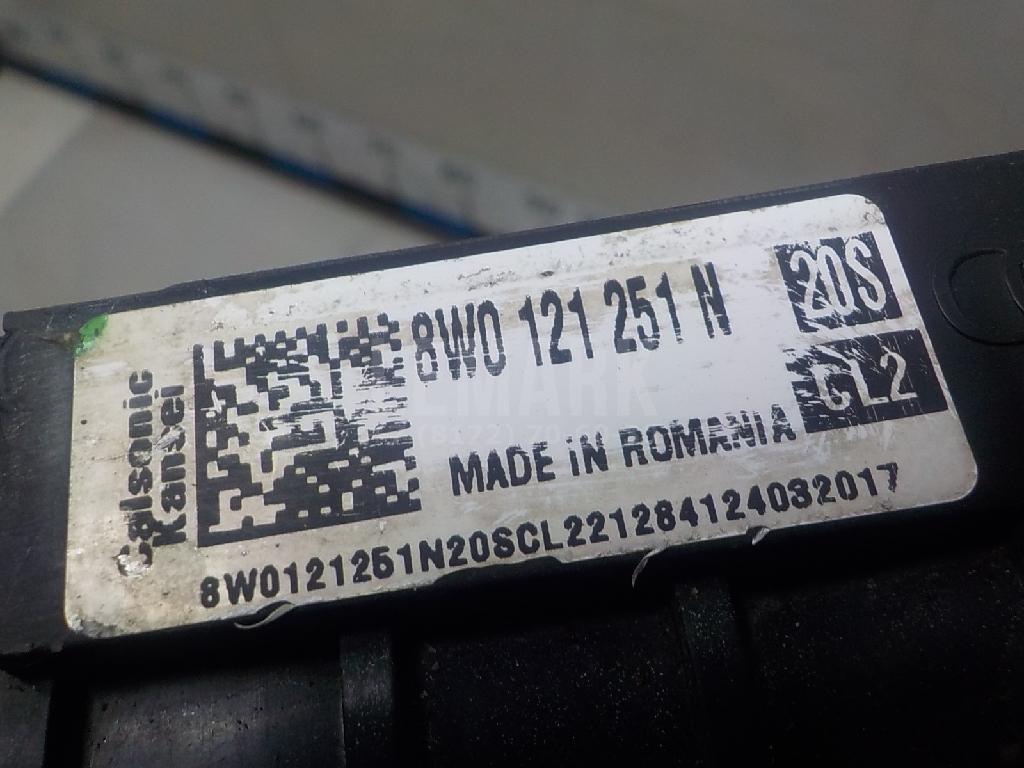 Calsonic
Kansei
8W0 121 251 N
20S
CL2
MADE IN ROMANIA
8W0121251N20SCL221284124032017